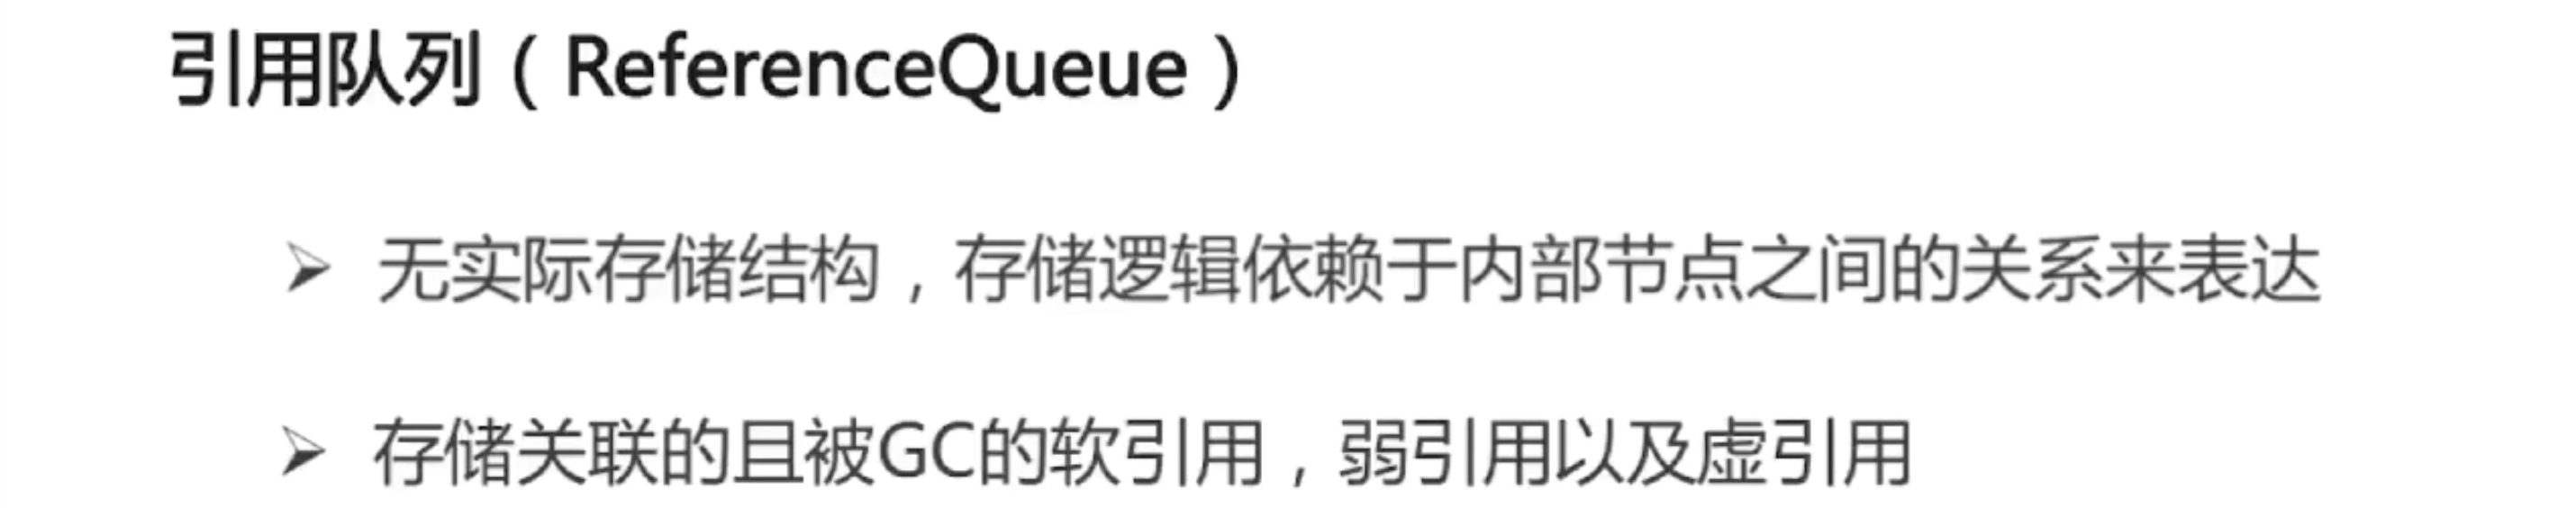 引用队列（ReferenceQueue）
无实际存储结构，存储逻辑依赖于内部节点之间的关系来表达
存储关联的且被GC的软引用，弱引用以及虚引用